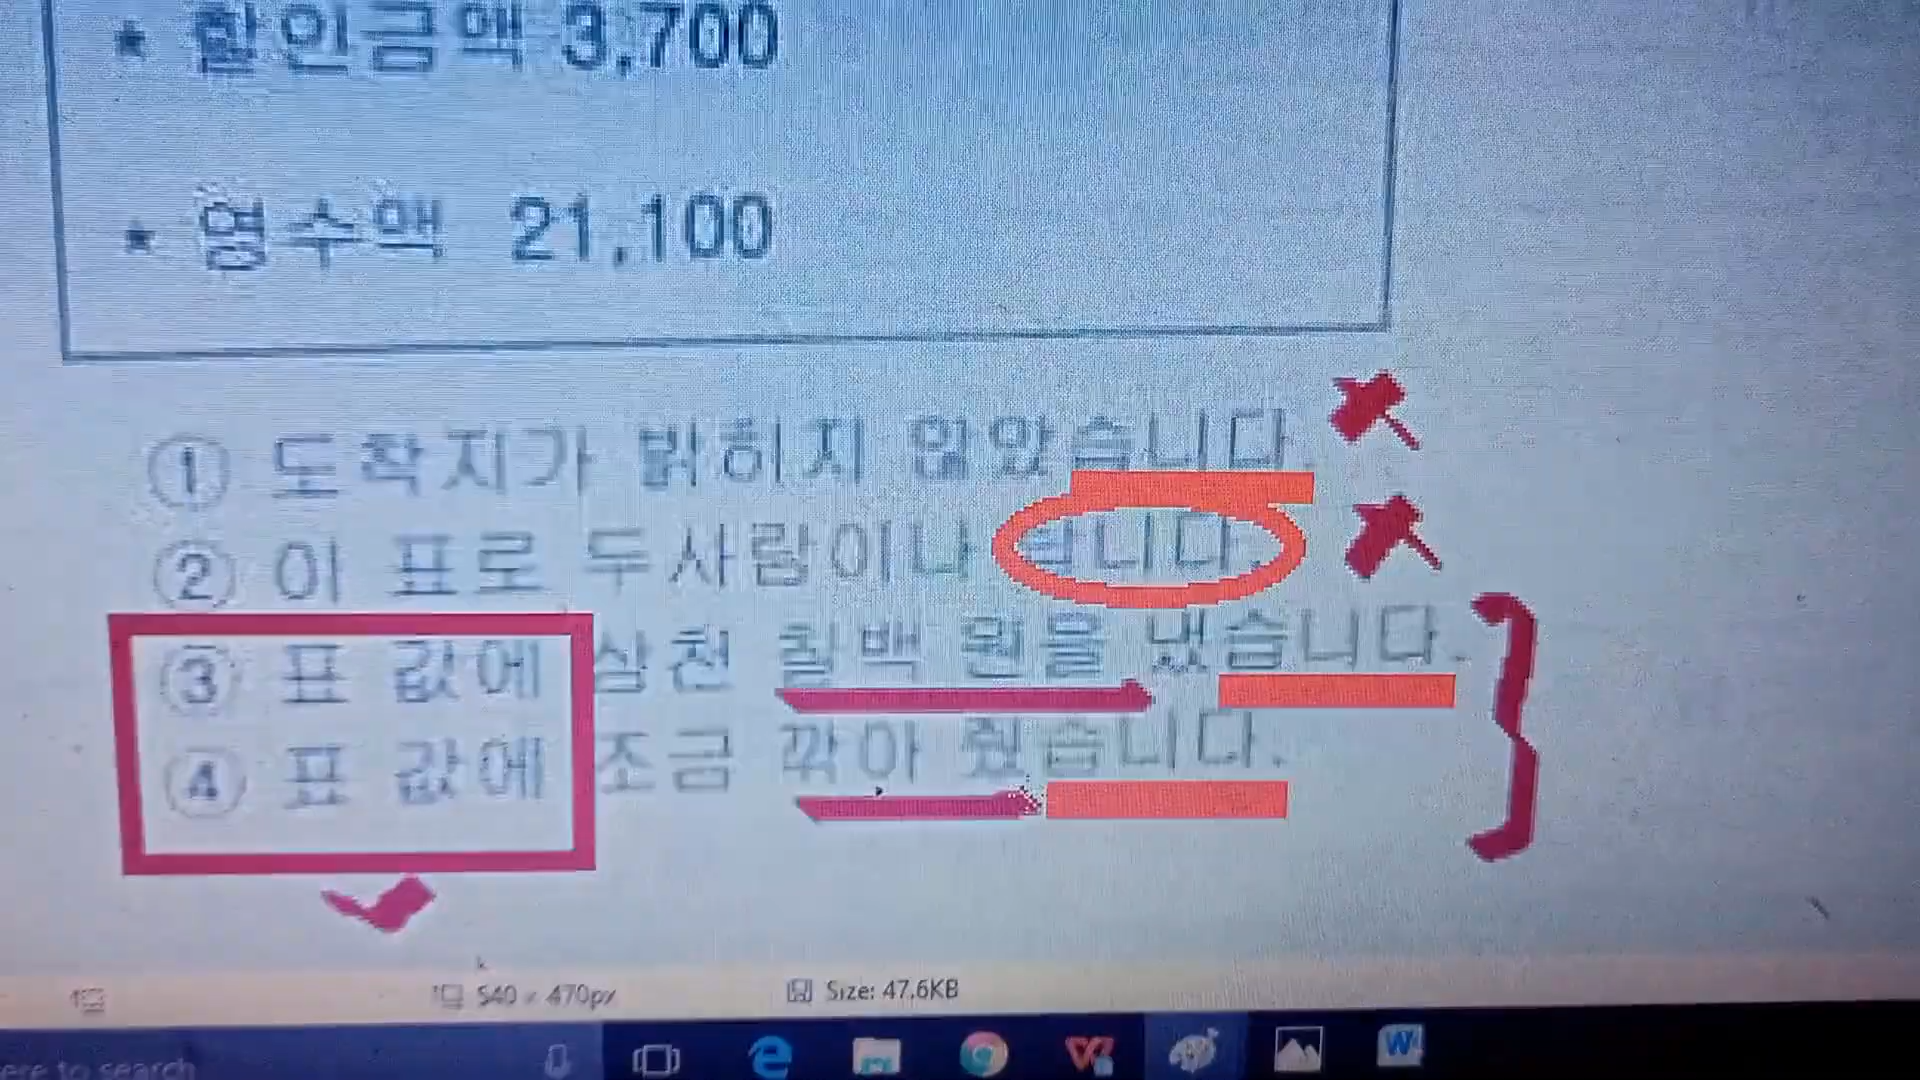 * 할인금액 3,700
* 영수액 21,100
① 도착지가 밝히지 않았습니다.
② 이 표로 두사람이나 탑니다.
③ 표 값에 삼천 칠백 원을 냈습니다.
④ 표 값에 조금 깎아 줬습니다.
540 × 470px Size: 47.6KB
ere to search